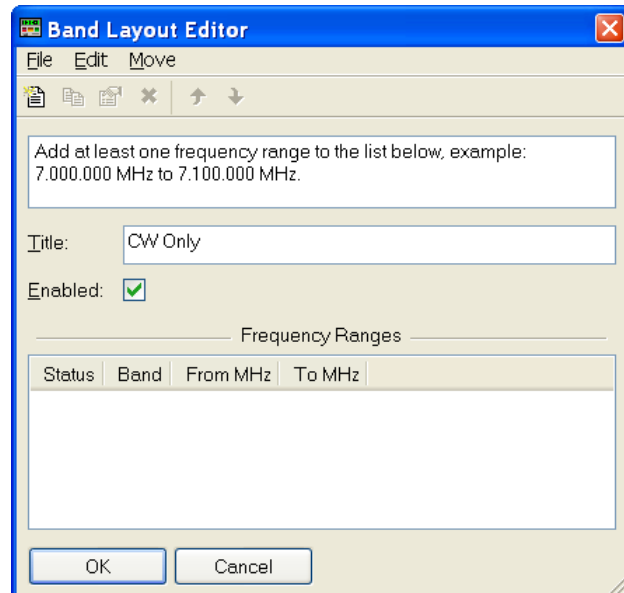 Band Layout Editor
File Edit Move
Add at least one frequency range to the list below, example:
7.000.000 MHz to 7.100.000 MHz.
Title: CW Only
Enabled:
Frequency Ranges
Status Band From MHz To MHz
OK Cancel